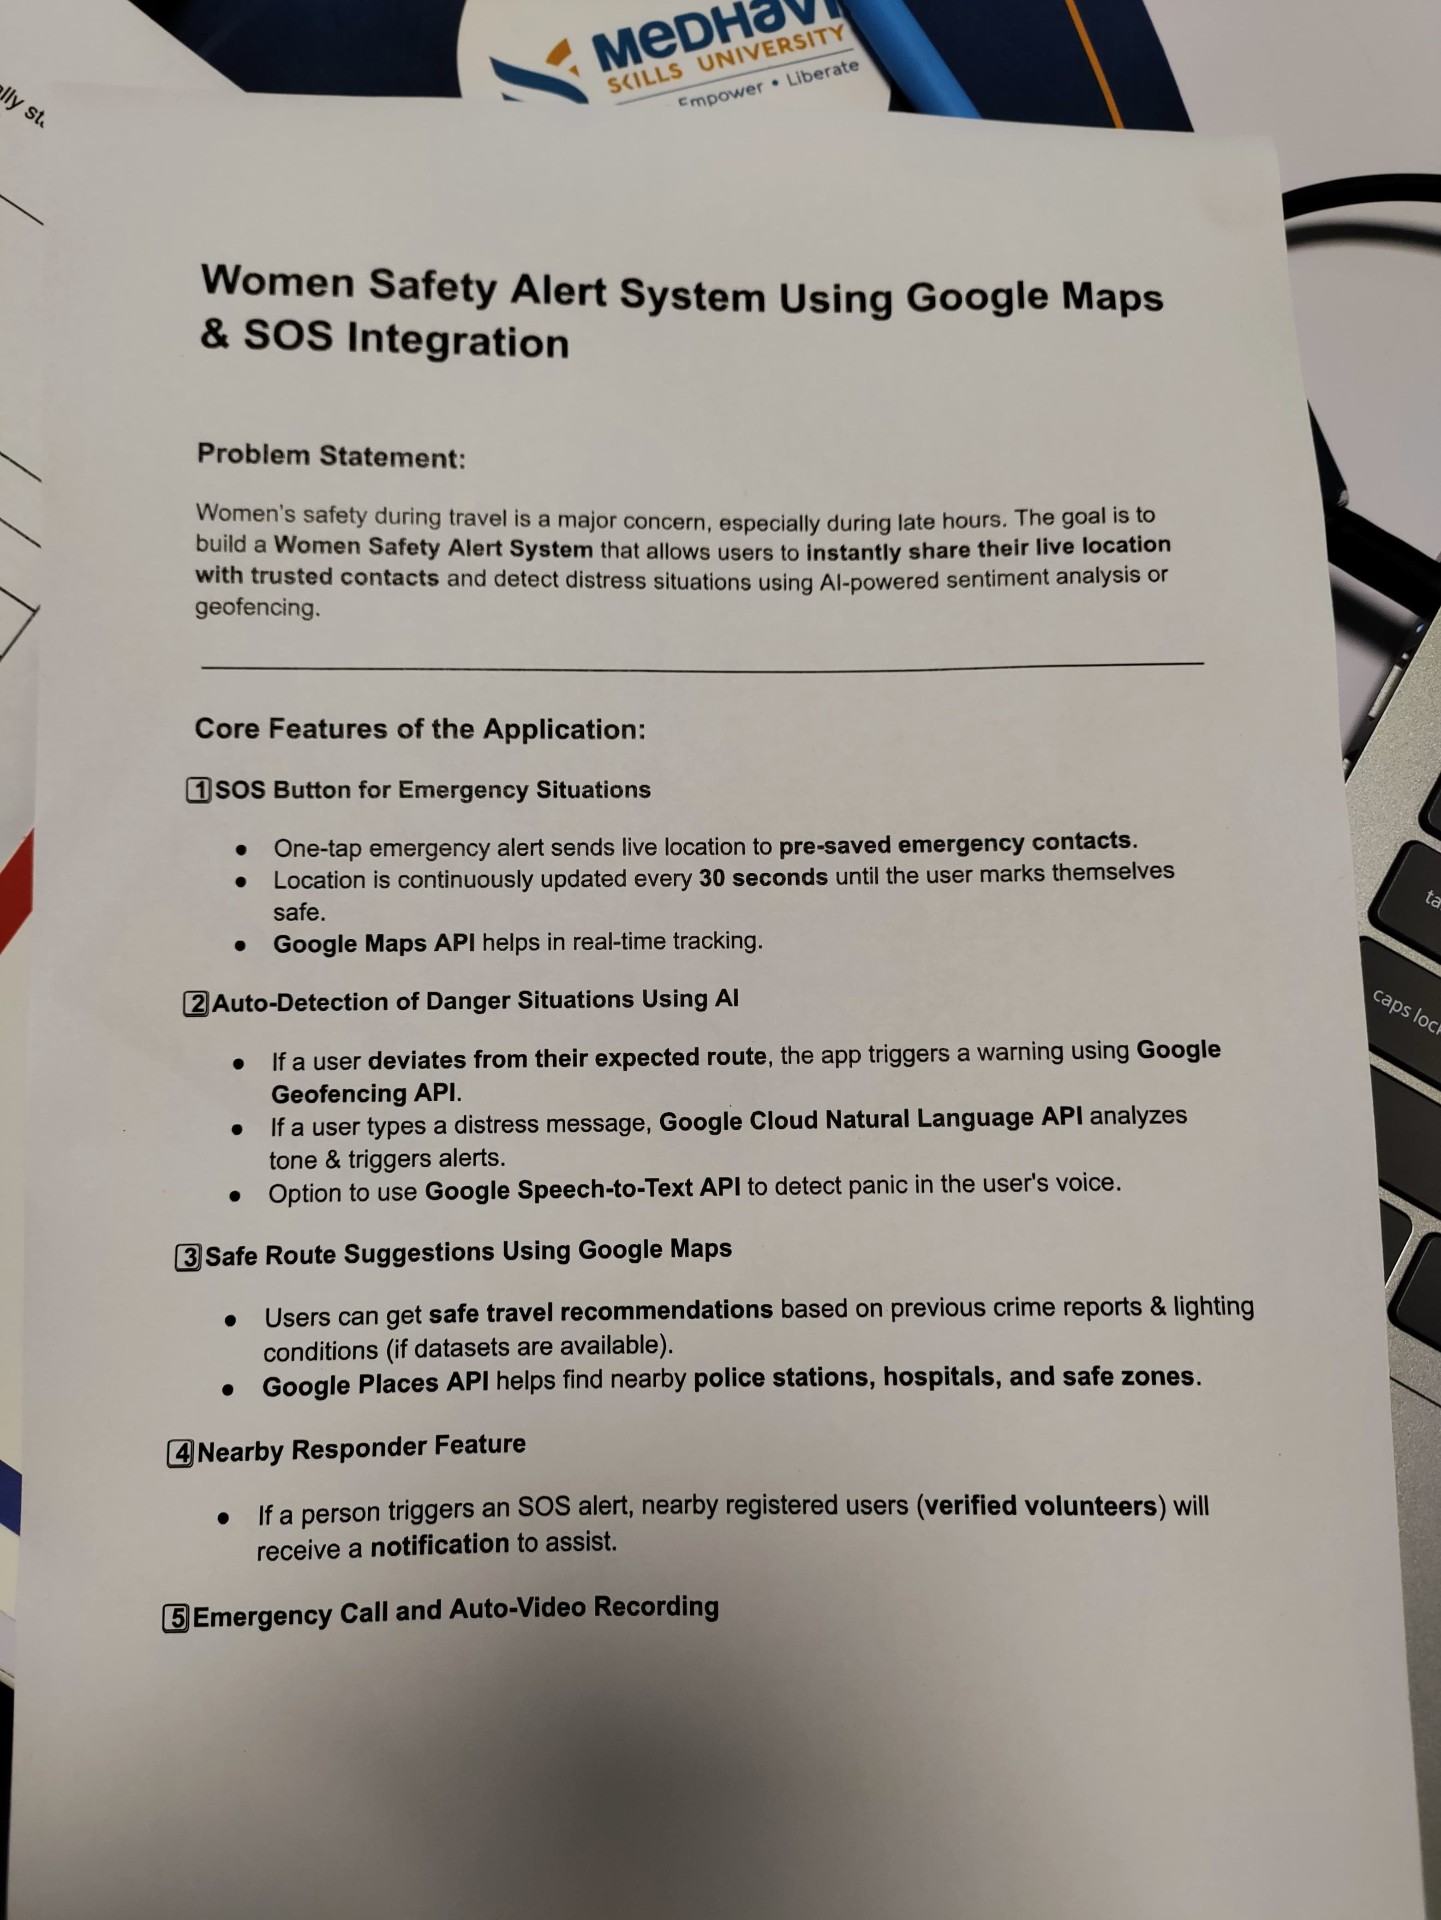 MeDHavi
SKILLS UNIVERSITY
Empower • Liberate
lly st
Women Safety Alert System Using Google Maps
& SOS Integration
Problem Statement:
Women's safety during travel is a major concern, especially during late hours. The goal is to
build a Women Safety Alert System that allows users to instantly share their live location
with trusted contacts and detect distress situations using AI-powered sentiment analysis or
geofencing.
Core Features of the Application:
1 SOS Button for Emergency Situations
● One-tap emergency alert sends live location to pre-saved emergency contacts.
● Location is continuously updated every 30 seconds until the user marks themselves
safe.
● Google Maps API helps in real-time tracking.
2 Auto-Detection of Danger Situations Using AI
● If a user deviates from their expected route, the app triggers a warning using Google
Geofencing API.
● If a user types a distress message, Google Cloud Natural Language API analyzes
tone & triggers alerts.
● Option to use Google Speech-to-Text API to detect panic in the user's voice.
3 Safe Route Suggestions Using Google Maps
● Users can get safe travel recommendations based on previous crime reports & lighting
conditions (if datasets are available).
● Google Places API helps find nearby police stations, hospitals, and safe zones.
4 Nearby Responder Feature
● If a person triggers an SOS alert, nearby registered users (verified volunteers) will
receive a notification to assist.
5 Emergency Call and Auto-Video Recording
ta
caps loc